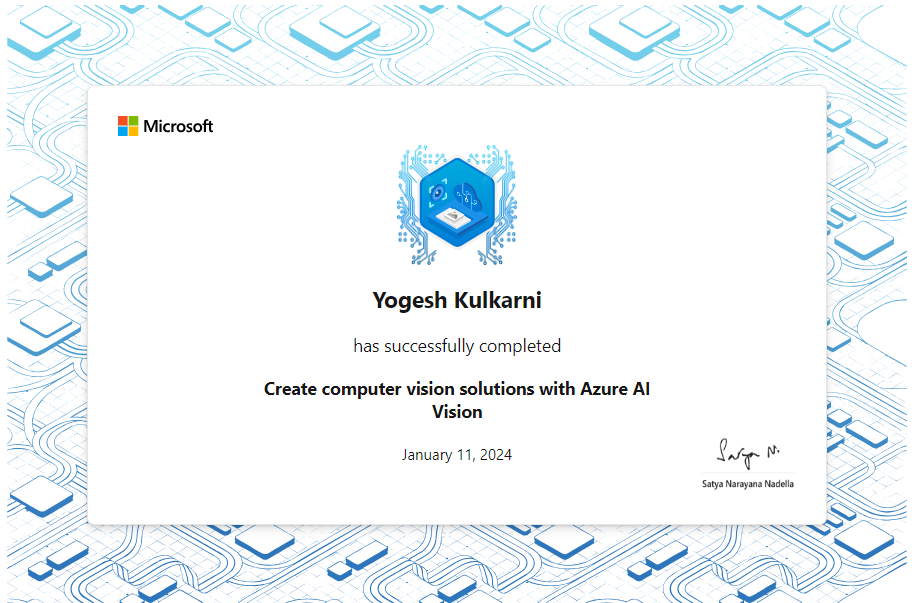 Microsoft
Yogesh Kulkarni
has successfully completed
Create computer vision solutions with Azure AI
Vision
January 11, 2024
Satya N.
Satya Narayana Nadella